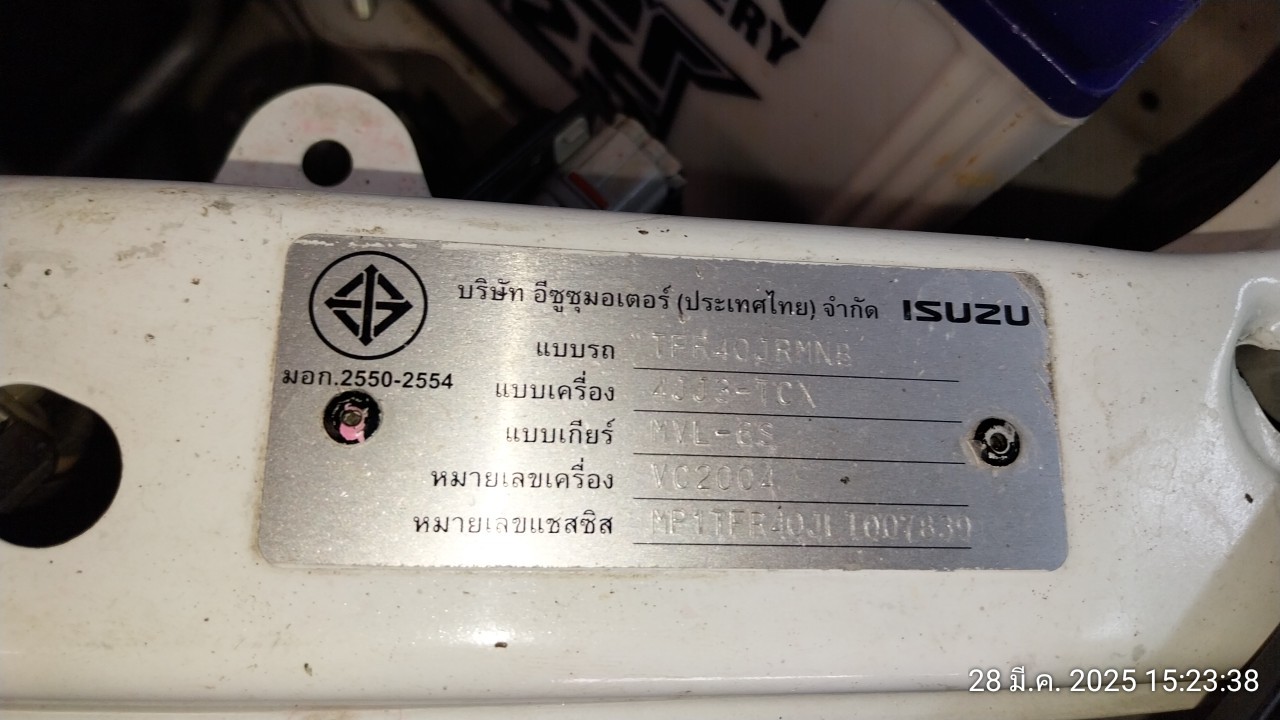 ERY
บริษัท อีซูซุมอเตอร์ (ประเทศไทย) จำกัด ISUZU
มอก.2550-2554
แบบรถ TFR40JRMNB
แบบเครื่อง 4JJ3-TCX
แบบเกียร์ MVL-6S
หมายเลขเครื่อง VC2004
หมายเลขแชสซิส
28 มี.ค. 2025 15:23:38